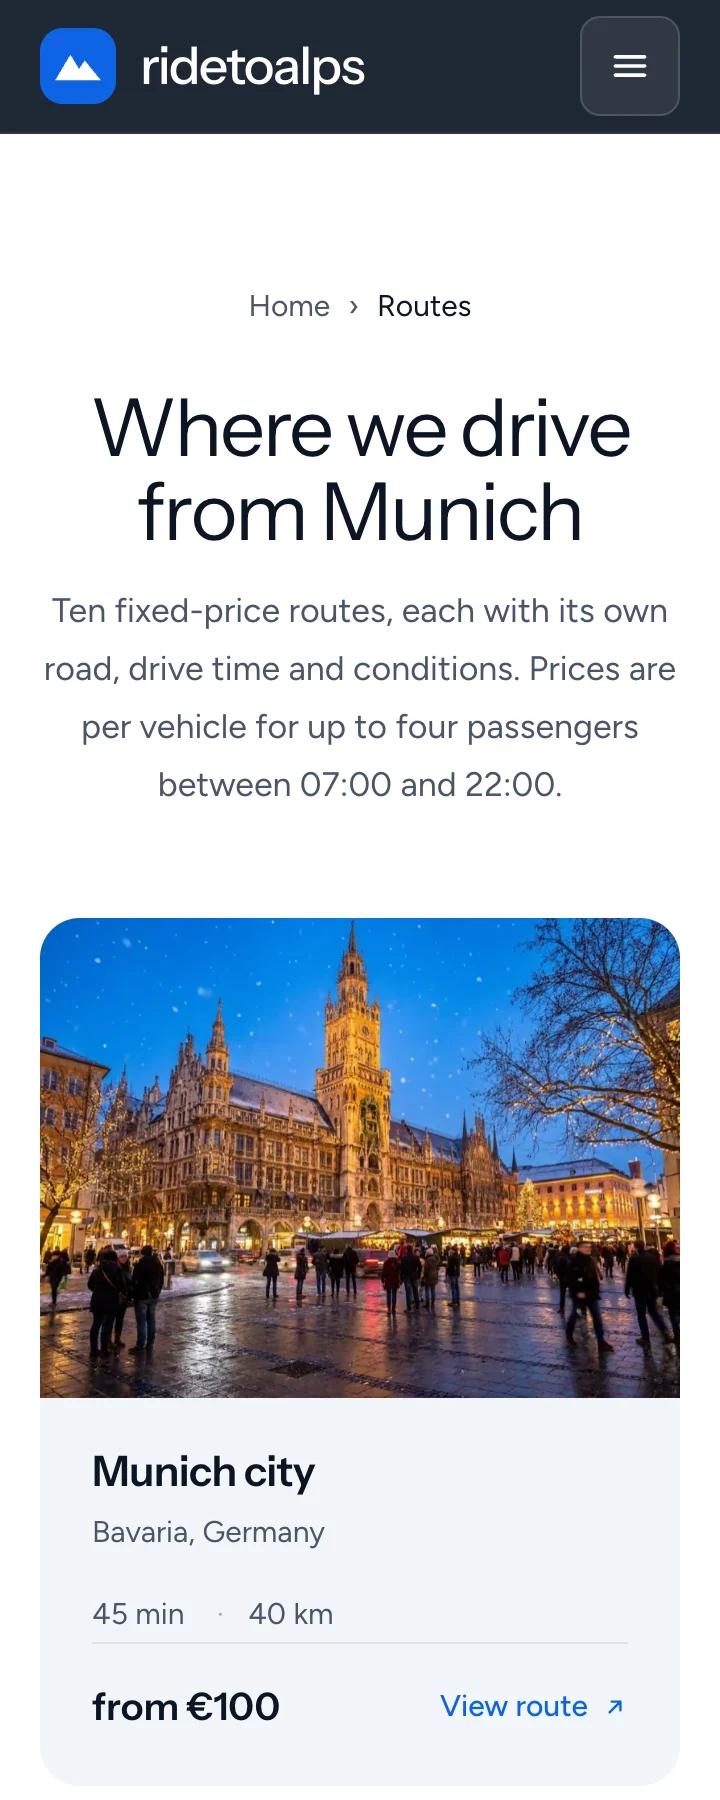 ridetoalps
Home › Routes
Where we drive
from Munich
Ten fixed-price routes, each with its own
road, drive time and conditions. Prices are
per vehicle for up to four passengers
between 07:00 and 22:00.
Munich city
Bavaria, Germany
45 min · 40 km
from €100
View route ↗